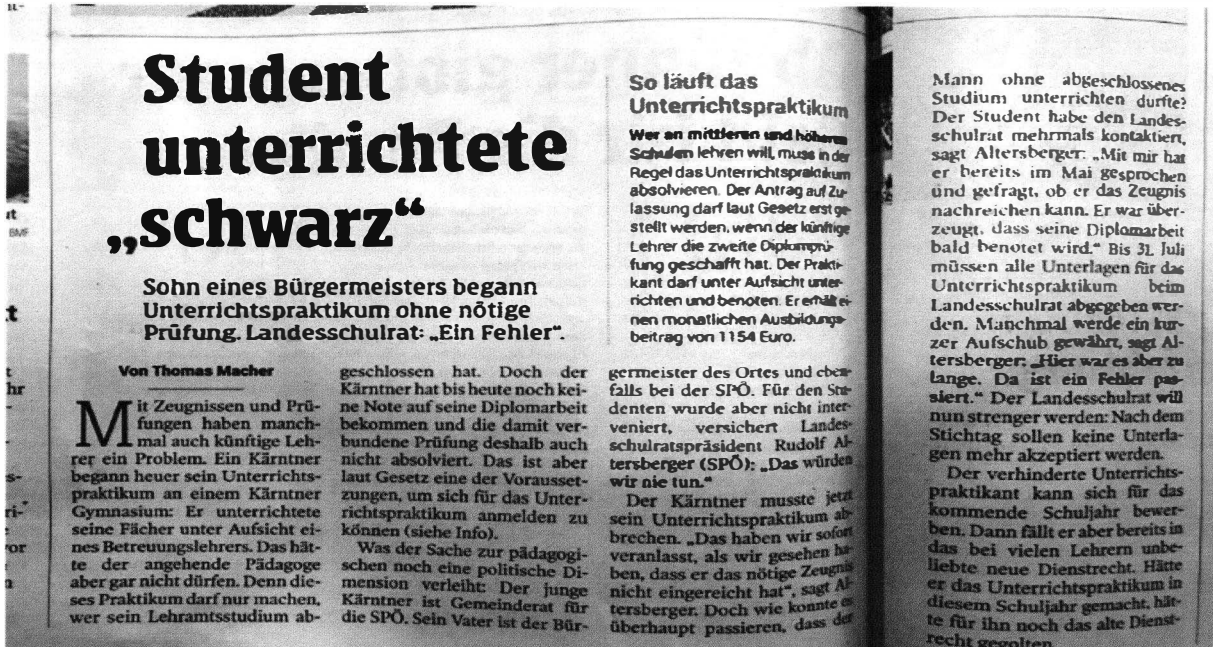 Student
unterrichtete
„schwarz“
Sohn eines Bürgermeisters begann
Unterrichtspraktikum ohne nötige
Prüfung. Landesschulrat: „Ein Fehler“.
Von Thomas Macher
Mit Zeugnissen und Prü-
fungen haben manch-
mal auch künftige Leh-
rer ein Problem. Ein Kärntner
begann heuer sein Unterrichts-
praktikum an einem Kärntner
Gymnasium: Er unterrichtete
seine Fächer unter Aufsicht ei-
nes Betreuungslehrers. Das hät-
te der angehende Pädagoge
aber gar nicht dürfen. Denn die-
ses Praktikum darf nur machen,
wer sein Lehramtsstudium ab-
geschlossen hat. Doch der
Kärntner hat bis heute noch kei-
ne Note auf seine Diplomarbeit
bekommen und die damit ver-
bundene Prüfung deshalb auch
nicht absolviert. Das ist aber
laut Gesetz eine der Vorausset-
zungen, um sich für das Unter-
richtspraktikum anmelden zu
können (siehe Info).
Was der Sache zur pädagogi-
schen noch eine politische Di-
mension verleiht: Der junge
Kärntner ist Gemeinderat für
die SPÖ. Sein Vater ist der Bür-
germeister des Ortes und eben-
falls bei der SPÖ. Für den Stu-
denten wurde aber nicht inter-
veniert, versichert Landes-
schulratspräsident Rudolf Al-
tersberger (SPÖ): „Das würden
wir nie tun.“
Der Kärntner musste jetzt
sein Unterrichtspraktikum ab-
brechen. „Das haben wir sofort
veranlasst, als wir gesehen ha-
ben, dass er das nötige Zeugnis
nicht eingereicht hat“, sagt Al-
tersberger. Doch wie konnte es
überhaupt passieren, dass der
So läuft das
Unterrichtspraktikum
Wer an mittleren und höheren
Schulen lehren will, muss in der
Regel das Unterrichtspraktikum
absolvieren. Der Antrag auf Zu-
lassung darf laut Gesetz erst ge-
stellt werden, wenn der künftige
Lehrer die zweite Diplomprü-
fung geschafft hat. Der Prakti-
kant darf unter Aufsicht unter-
richten und benoten. Er erhält ei-
nen monatlichen Ausbildungs-
beitrag von 1154 Euro.
Mann ohne abgeschlossenes
Studium unterrichten durfte?
Der Student habe den Landes-
schulrat mehrmals kontaktiert,
sagt Altersberger: „Mit mir hat
er bereits im Mai gesprochen
und gefragt, ob er das Zeugnis
nachreichen kann. Er war über-
zeugt, dass seine Diplomarbeit
bald benotet wird.“ Bis 31. Juli
müssen alle Unterlagen für das
Unterrichtspraktikum beim
Landesschulrat abgegeben wer-
den. Manchmal werde ein kur-
zer Aufschub gewährt, sagt Al-
tersberger: „Hier war es aber zu
lange. Da ist ein Fehler pas-
siert.“ Der Landesschulrat will
nun strenger werden: Nach dem
Stichtag sollen keine Unterla-
gen mehr akzeptiert werden.
Der verhinderte Unterrichts-
praktikant kann sich für das
kommende Schuljahr bewer-
ben. Dann fällt er aber bereits in
das bei vielen Lehrern unbe-
liebte neue Dienstrecht. Hätte
er das Unterrichtspraktikum in
diesem Schuljahr gemacht, hät-
te für ihn noch das alte Dienst-
recht gegolten.
BMF